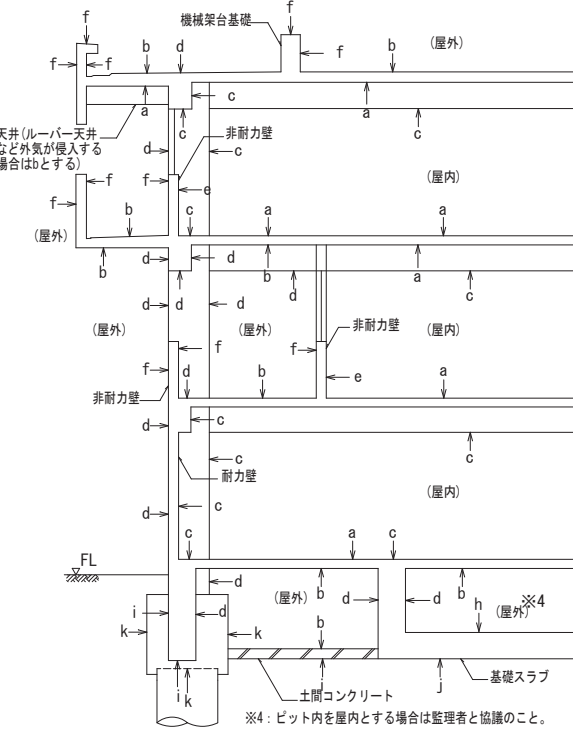 機械架台基礎
f
f
b
d
f
b
(屋外)
f
f
a
c
a
天井(ルーバー天井
など外気が侵入する
場合はbとする)
c
c
非耐力壁
d
c
(屋内)
f
f
e
f
b
c
a
a
(屋外)
b
d
d
b
a
d
d
c
d
d
(屋外)
(屋外)
非耐力壁
(屋内)
f
f
f
d
b
e
a
非耐力壁
d
c
c
c
耐力壁
(屋内)
d
c
c
a
c
FL
d
(屋外)
b
d
d
b
※4
i
d
h
(屋外)
k
k
b
i
k
j
j
基礎スラブ
土間コンクリート
※4：ピット内を屋内とする場合は監理者と協議のこと。